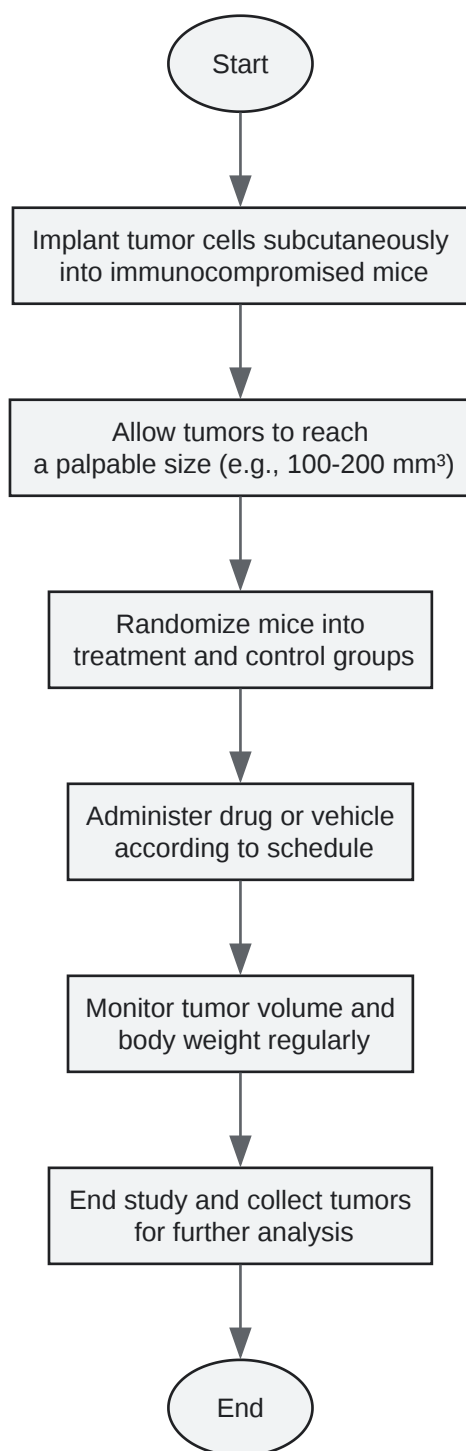 Start
Implant tumor cells subcutaneously
into immunocompromised mice
Allow tumors to reach
a palpable size (e.g., 100-200 mm³)
Randomize mice into
treatment and control groups
Administer drug or vehicle
according to schedule
Monitor tumor volume and
body weight regularly
End study and collect tumors
for further analysis
End